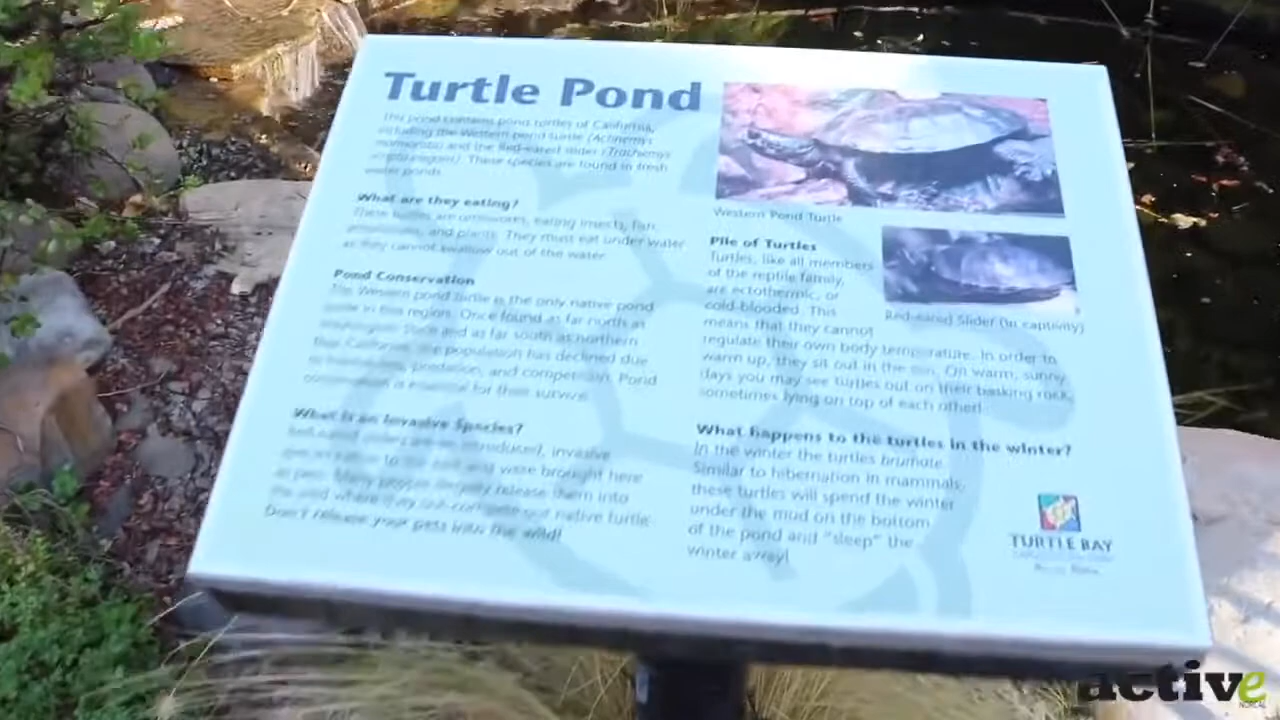 Turtle Pond
This pond contains pond turtles of California,
including the Western pond turtle (Actinemys
marmorata) and the Red-eared slider (Trachemys
These species are found in fresh
water ponds.
What are they eating?
These turtles are omnivores, eating insects, fish,
and plants. They must eat under water
as they cannot swallow out of the water.
Pond Conservation
The Western pond turtle is the only native pond
turtle in this region. Once found as far north as
Washington State and as far south as northern
Baja California, the population has declined due
to predation, and competition. Pond
conservation is essential for their survival.
What is an Invasive Species?
Red-eared sliders are an introduced, invasive
species native to the and were brought here
as pets. Many people illegally release them into
the wild where they out-compete our native turtle.
Don't release your pets into the wild!
Western Pond Turtle
Pile of Turtles
Turtles, like all members
of the reptile family,
are ectothermic, or
cold-blooded. This
means that they cannot
regulate their own body temperature. In order to
warm up, they sit out in the sun. On warm, sunny
days you may see turtles out on their basking rock,
sometimes lying on top of each other!
Red-eared Slider (in captivity)
What happens to the turtles in the winter?
In the winter the turtles brumate.
Similar to hibernation in mammals,
these turtles will spend the winter
under the mud on the bottom
of the pond and "sleep" the
winter away!
TURTLE BAY
active
NORCAL